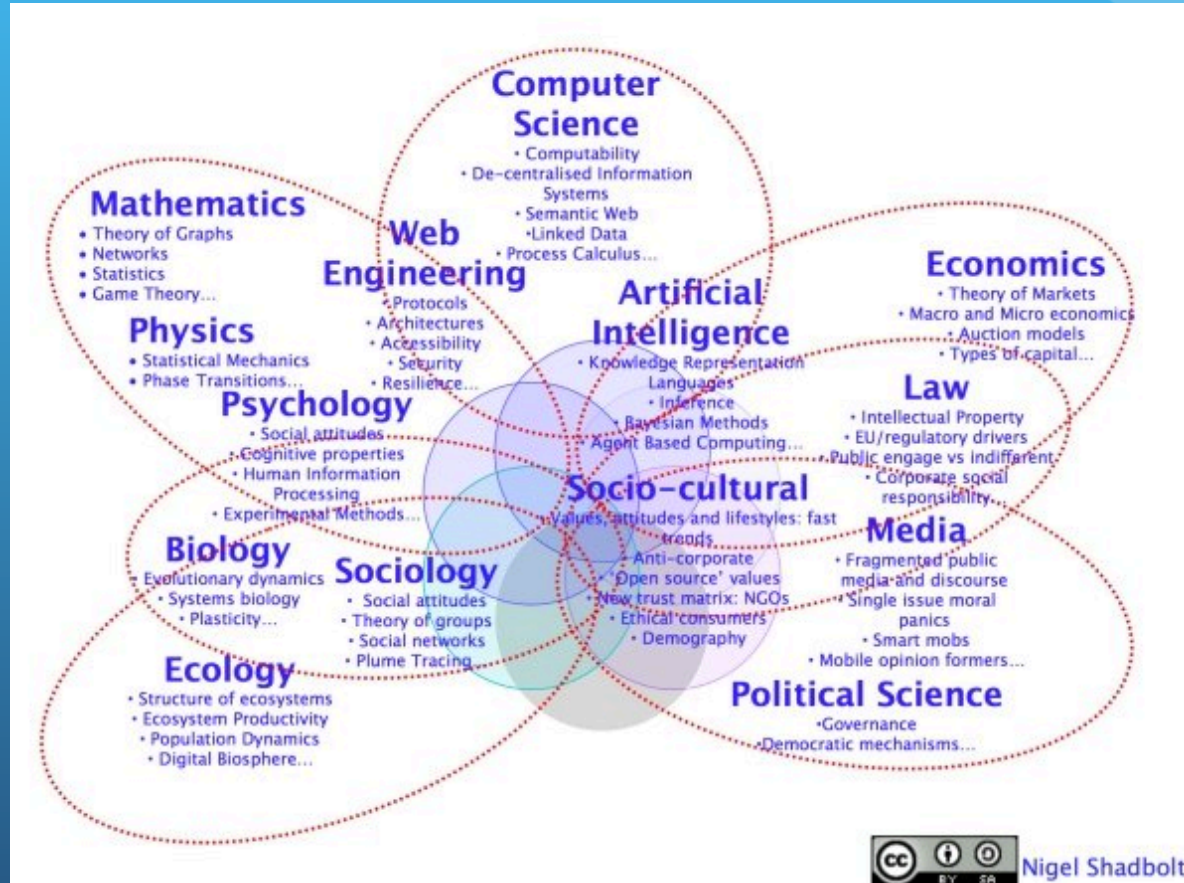 Computer
Science
• Computability
• De-centralised Information
Systems
• Semantic Web
•Linked Data
• Process Calculus...
Mathematics
• Theory of Graphs
• Networks
• Statistics
• Game Theory...
Web
Engineering
• Protocols
• Architectures
• Accessibility
• Security
• Resilience...
Artificial
Intelligence
• Knowledge Representation
Languages
• Inference
• Bayesian Methods
• Agent Based Computing...
Economics
• Theory of Markets
• Macro and Micro economics
• Auction models
• Types of capital...
Physics
• Statistical Mechanics
• Phase Transitions...
Law
• Intellectual Property
• EU/regulatory drivers
• Public engage vs indifferent
• Corporate social
responsibility...
Psychology
• Social attitudes
• Cognitive properties
• Human Information
Processing
• Experimental Methods...
Socio-cultural
Values, attitudes and lifestyles: fast
trends
• Anti-corporate
• 'Open source' values
• New trust matrix: NGOs
• Ethical consumers
• Demography
Media
• Fragmented public
media and discourse
• Single issue moral
panics
• Smart mobs
• Mobile opinion formers...
Biology
• Evolutionary dynamics
• Systems biology
• Plasticity...
Sociology
• Social attitudes
• Theory of groups
• Social networks
• Plume Tracing...
Ecology
• Structure of ecosystems
• Ecosystem Productivity
• Population Dynamics
• Digital Biosphere...
Political Science
•Governance
•Democratic mechanisms...
cc
BY SA
Nigel Shadbolt